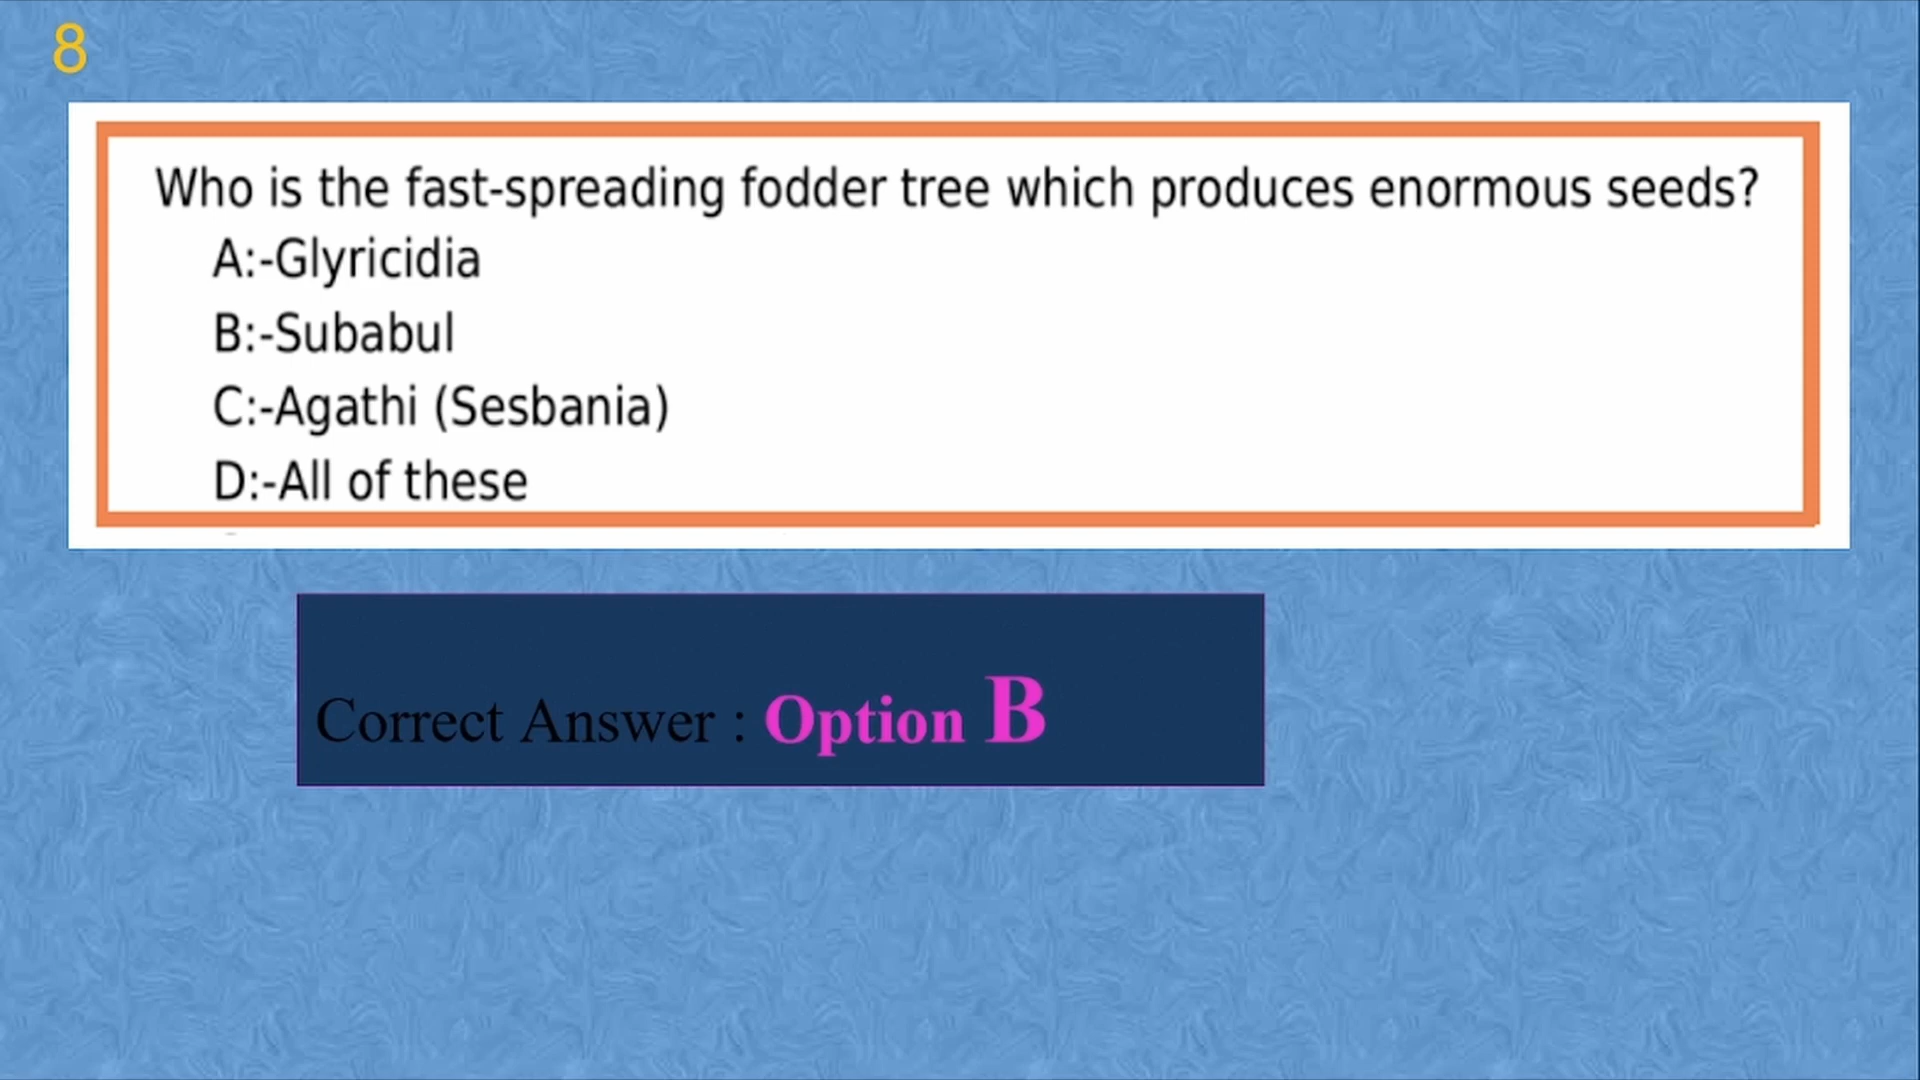 8
Who is the fast-spreading fodder tree which produces enormous seeds?
A:-Glyricidia
B:-Subabul
C:-Agathi (Sesbania)
D:-All of these
Correct Answer : Option B